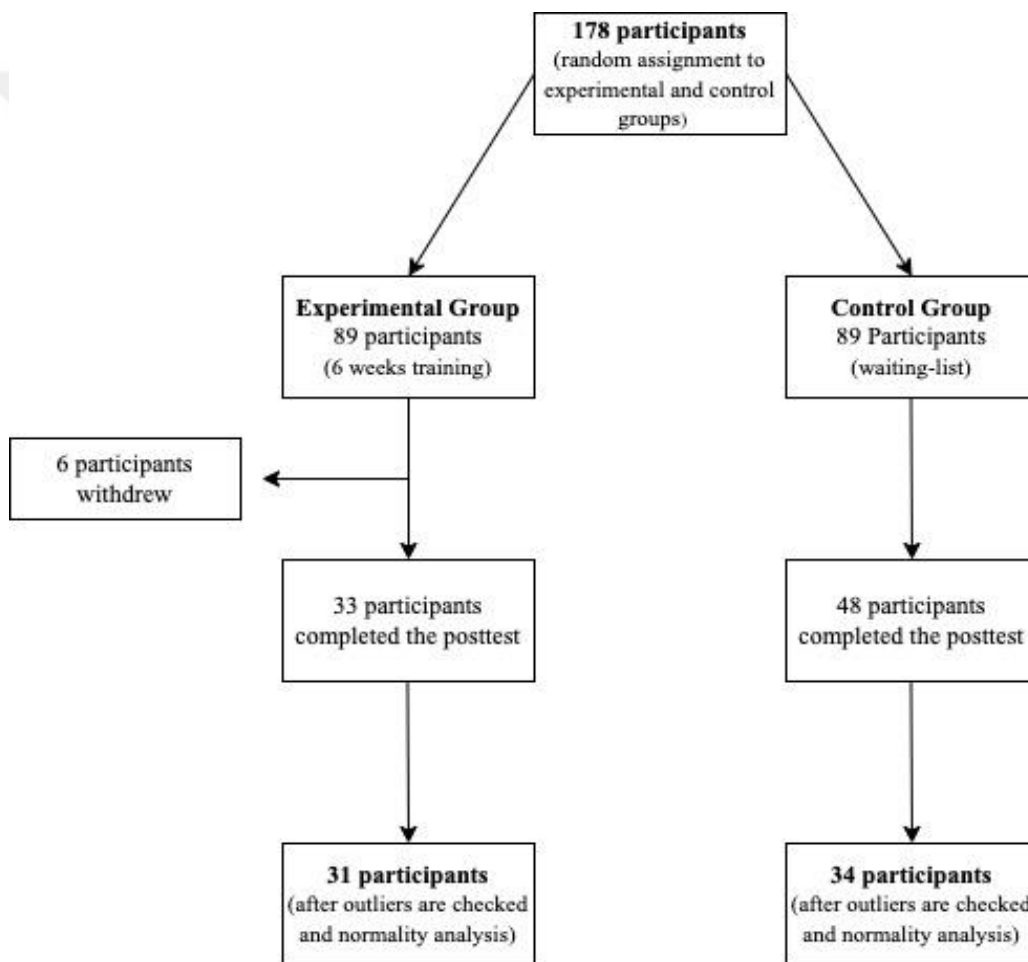 178 participants
(random assignment to
experimental and control
groups)
Experimental Group
89 participants
(6 weeks training)
Control Group
89 Participants
(waiting-list)
6 participants
withdrew
33 participants
completed the posttest
48 participants
completed the posttest
31 participants
(after outliers are checked
and normality analysis)
34 participants
(after outliers are checked
and normality analysis)